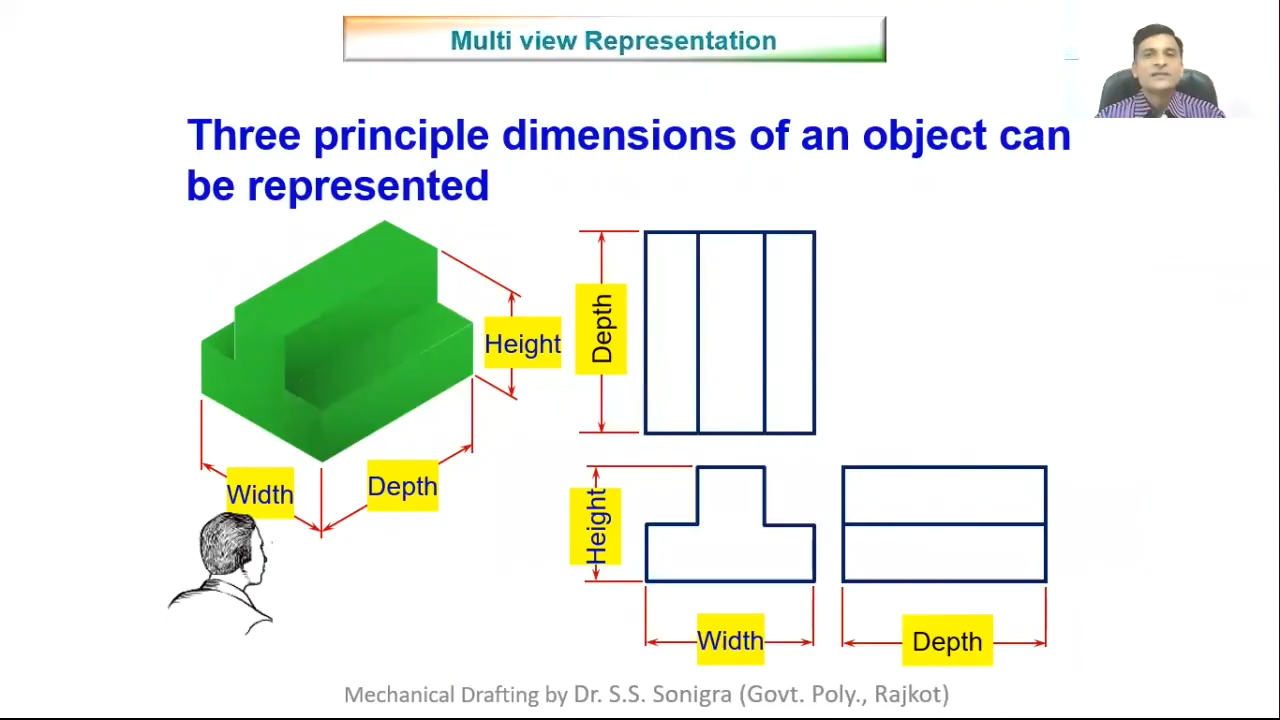 Multi view Representation
Three principle dimensions of an object can
be represented
Height
Width
Depth
Depth
Height
Width
Depth
Mechanical Drafting by Dr. S.S. Sonigra (Govt. Poly., Rajkot)